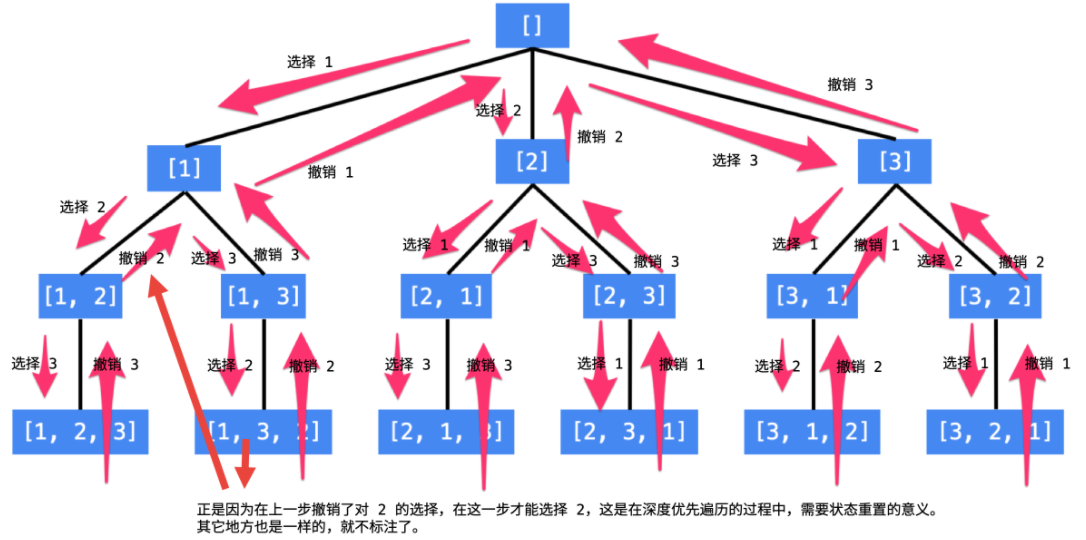 []
选择 1
撤销 3
选择 2
撤销 2
选择 3
撤销 1
[1]
[2]
[3]
选择 2
撤销 2
选择 3
撤销 3
选择 1
撤销 1
选择 3
撤销 3
选择 1
撤销 1
选择 2
撤销 2
[1, 2]
[1, 3]
[2, 1]
[2, 3]
[3, 1]
[3, 2]
选择 3
撤销 3
选择 2
撤销 2
选择 3
撤销 3
选择 1
撤销 1
选择 2
撤销 2
选择 1
撤销 1
[1, 2, 3]
[1, 3, 2]
[2, 1, 3]
[2, 3, 1]
[3, 1, 2]
[3, 2, 1]
正是因为在上一步撤销了对 2 的选择，在这一步才能选择 2，这是在深度优先遍历的过程中，需要状态重置的意义。
其它地方也是一样的，就不标注了。